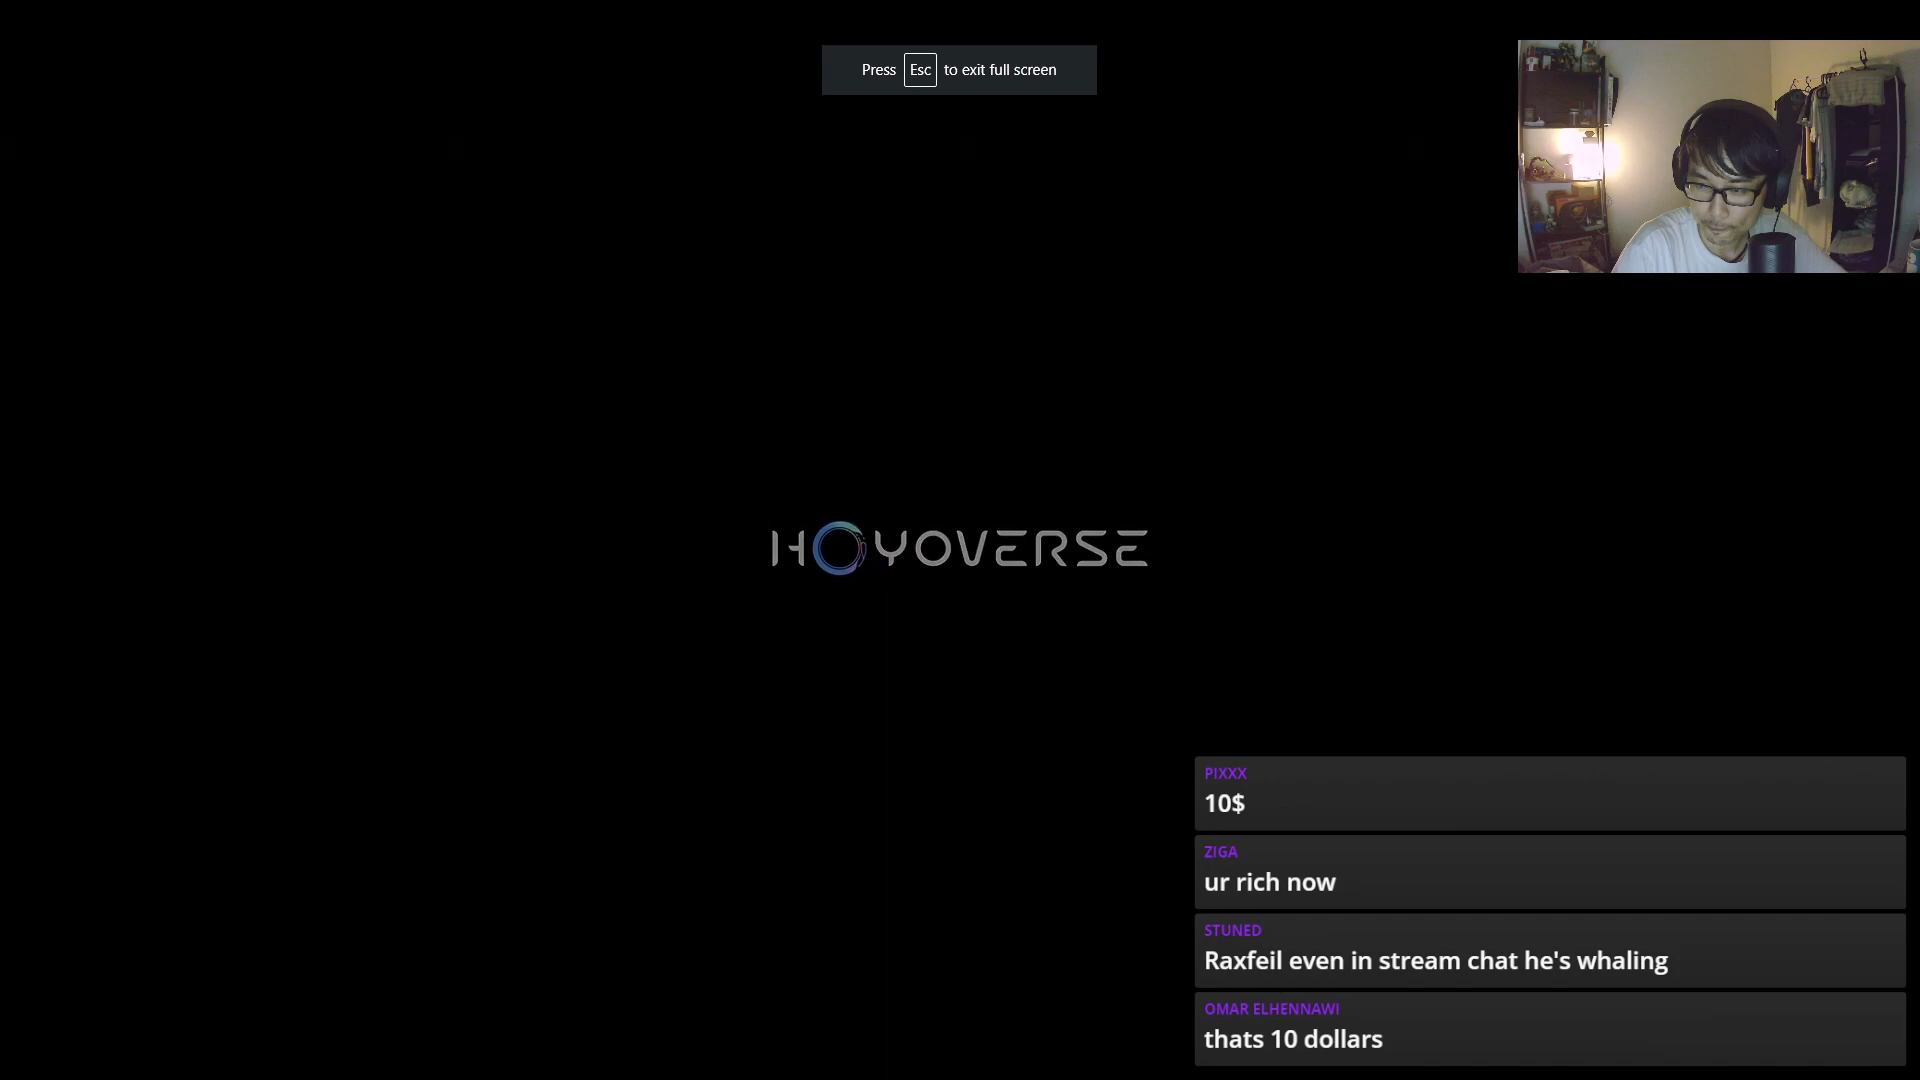 Press Esc to exit full screen
HOYOVERSE
PIXXX
10$
ZIGA
ur rich now
STUNED
Raxfeil even in stream chat he's whaling
OMAR ELHENNAWI
thats 10 dollars